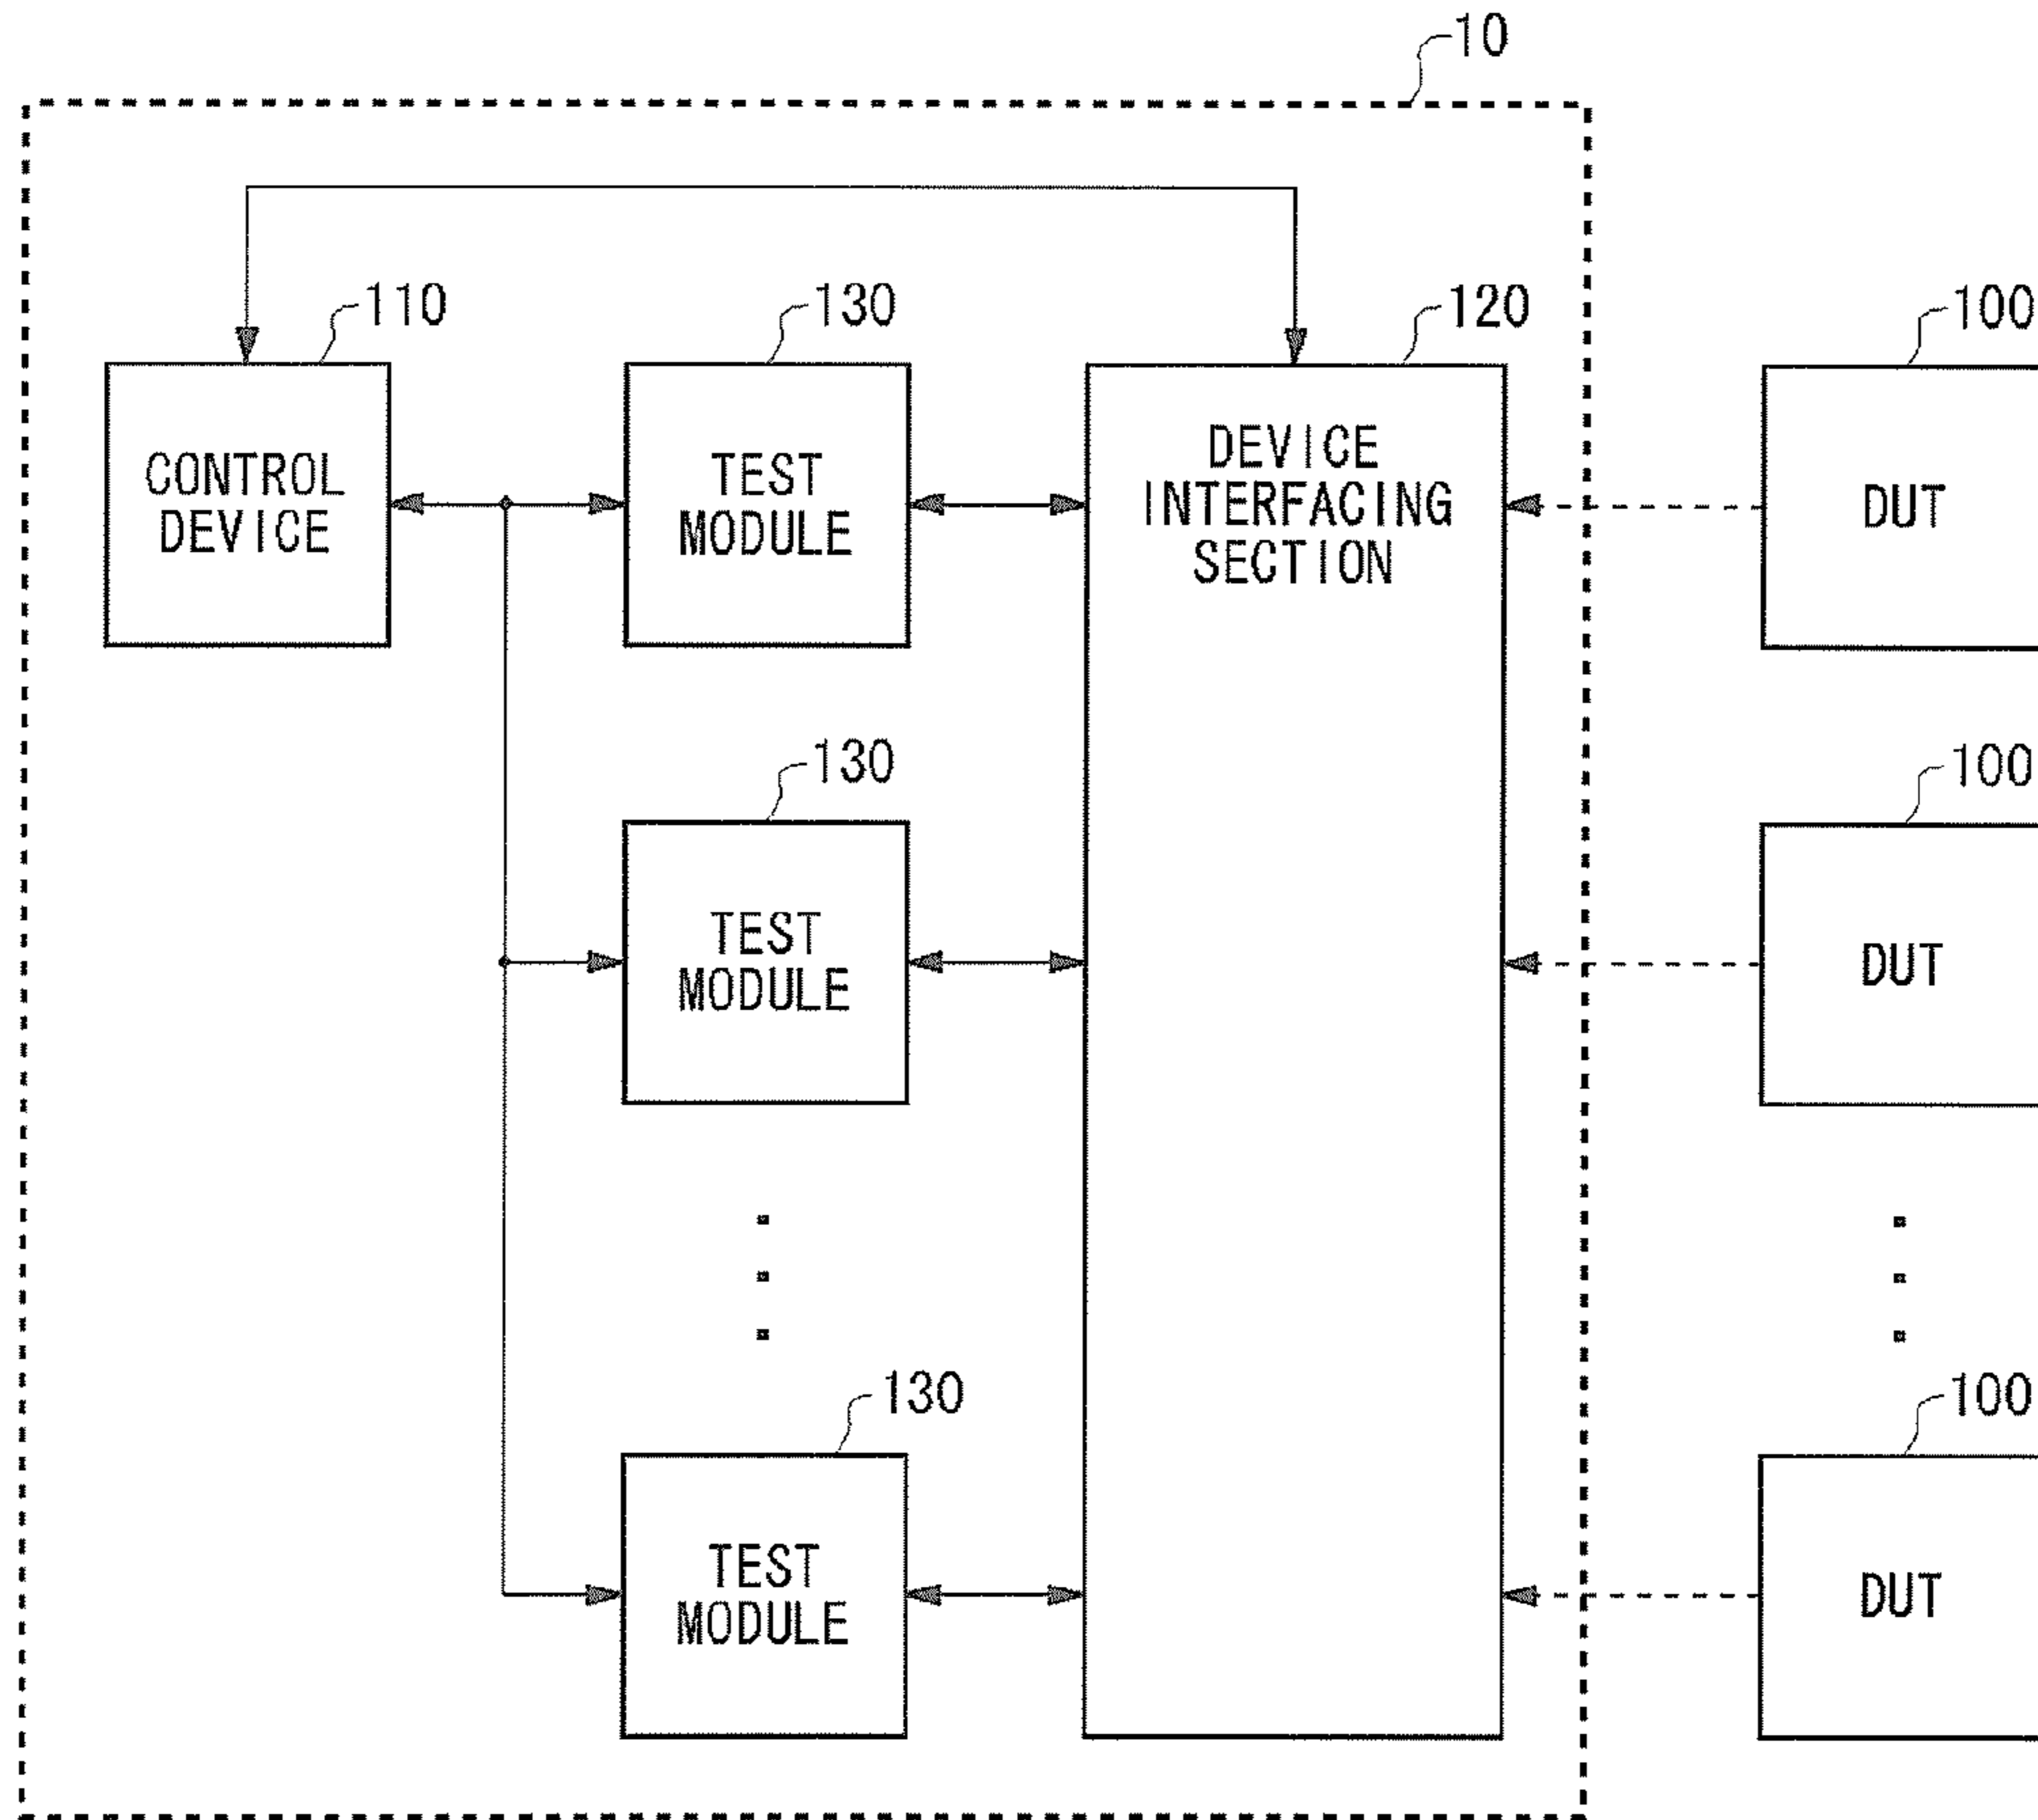 10
110
130
120
100
CONTROL
DEVICE
TEST
MODULE
DEVICE
INTERFACING
SECTION
DUT
130
100
TEST
MODULE
DUT
130
100
TEST
MODULE
DUT